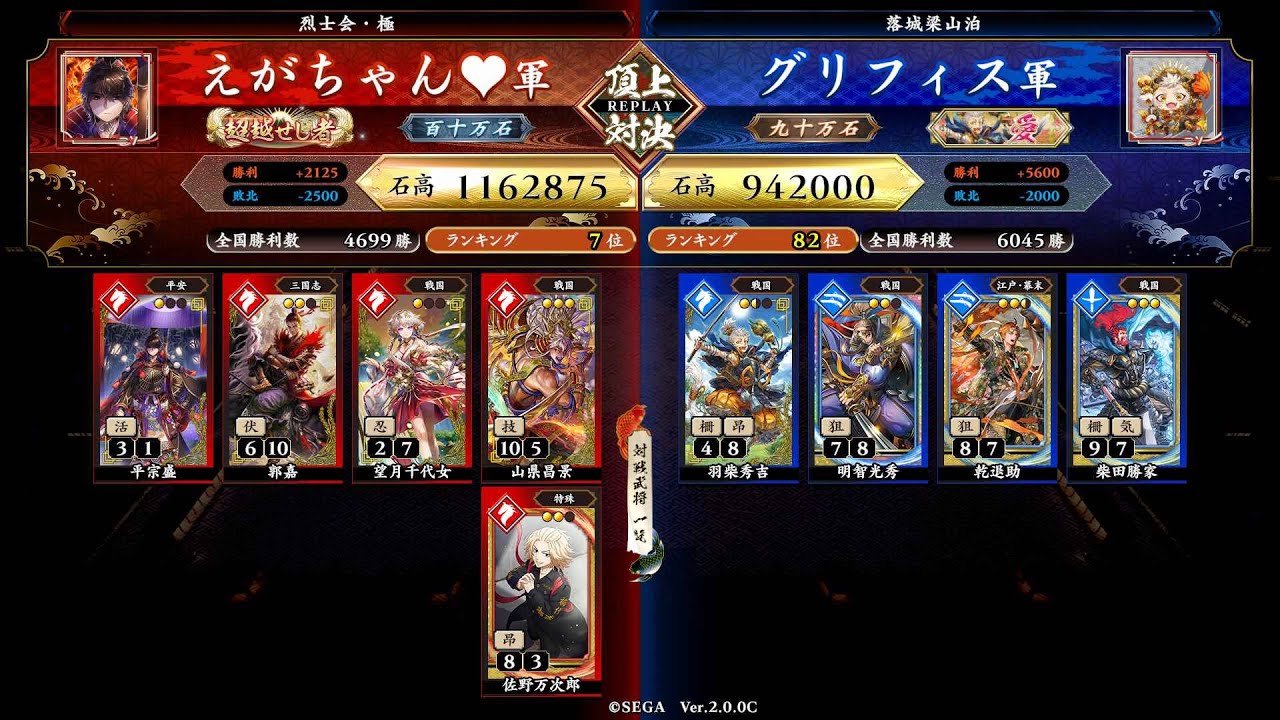 烈士会・極
落城梁山泊
えがちゃん♥軍
頂上
REPLAY
対決
グリフィス軍
超越せし者
百十万石
九十万石
愛
勝利 +2125
敗北 -2500
石高 1162875
石高 942000
勝利 +5600
敗北 -2000
全国勝利数 4699勝
ランキング 7位
ランキング 82位
全国勝利数 6045勝
平安
活
3 1
平宗盛
三国志
伏
6 10
郭嘉
戦国
忍
2 7
望月千代女
戦国
技
10 5
山県昌景
戦国
柵 昂
4 8
羽柴秀吉
戦国
狙
7 8
明智光秀
江戸・幕末
狙
8 7
乾退助
戦国
柵 気
9 7
柴田勝家
対戦武将一覧
特殊
昂
8 3
佐野万次郎
©SEGA Ver.2.0.0C